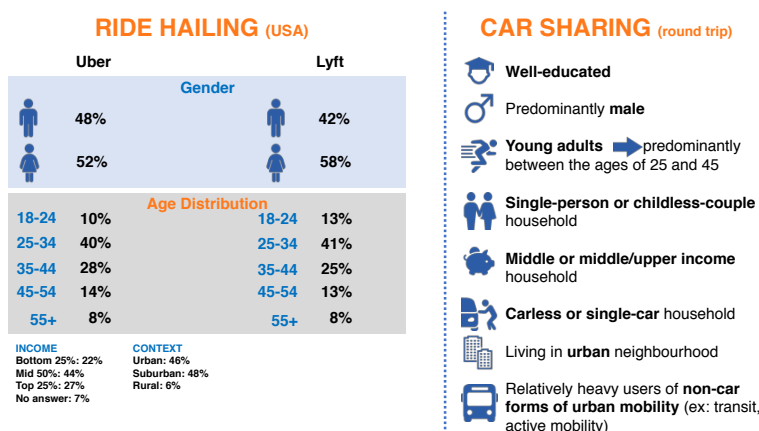 RIDE HAILING (USA)
Uber Lyft
Gender
48% 42%
52% 58%
Age Distribution
18-24 10% 18-24 13%
25-34 40% 25-34 41%
35-44 28% 35-44 25%
45-54 14% 45-54 13%
55+ 8% 55+ 8%
INCOME
Bottom 25%: 22%
Mid 50%: 44%
Top 25%: 27%
No answer: 7%
CONTEXT
Urban: 46%
Suburban: 48%
Rural: 6%
CAR SHARING (round trip)
Well-educated
Predominantly male
Young adults predominantly
between the ages of 25 and 45
Single-person or childless-couple
household
Middle or middle/upper income
household
Carless or single-car household
Living in urban neighbourhood
Relatively heavy users of non-car
forms of urban mobility (ex: transit,
active mobility)